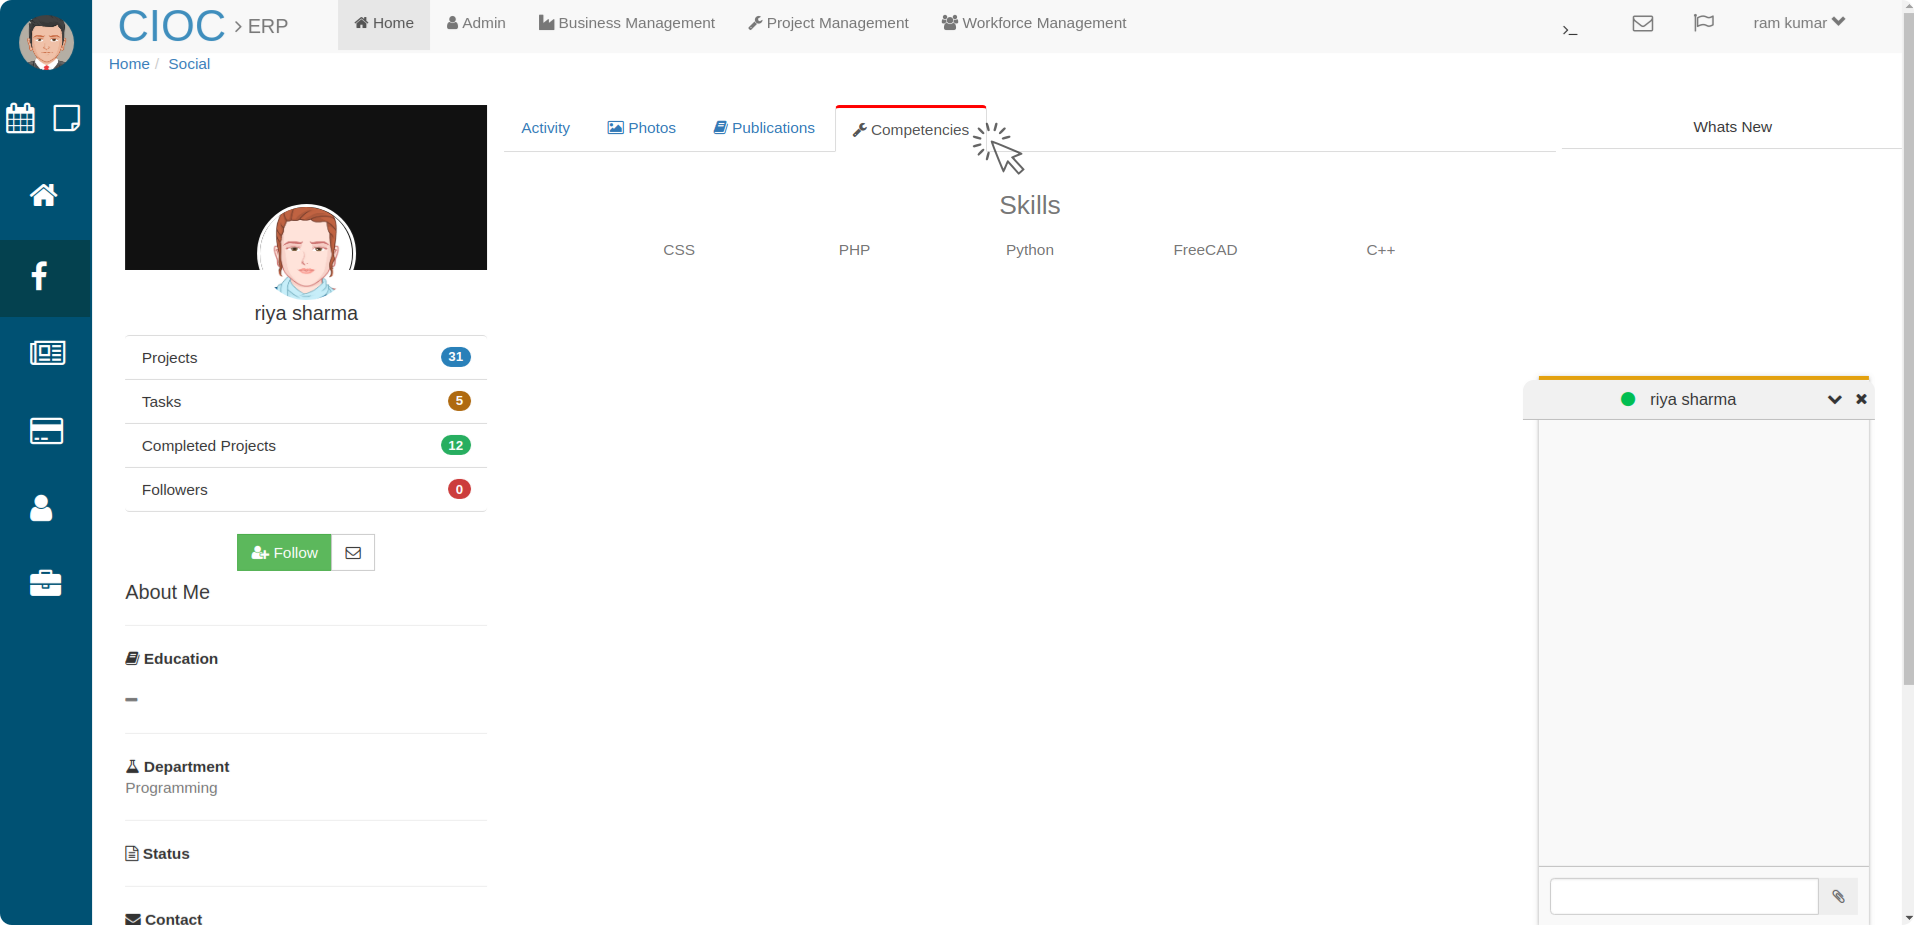 CIOC > ERP
Home
Admin
Business Management
Project Management
Workforce Management
>_
ram kumar
Home / Social
Activity
Photos
Publications
Competencies
Whats New
Skills
CSS
PHP
Python
FreeCAD
C++
riya sharma
Projects 31
Tasks 5
Completed Projects 12
Followers 0
Follow
About Me
Education
Department
Programming
Status
Contact
riya sharma